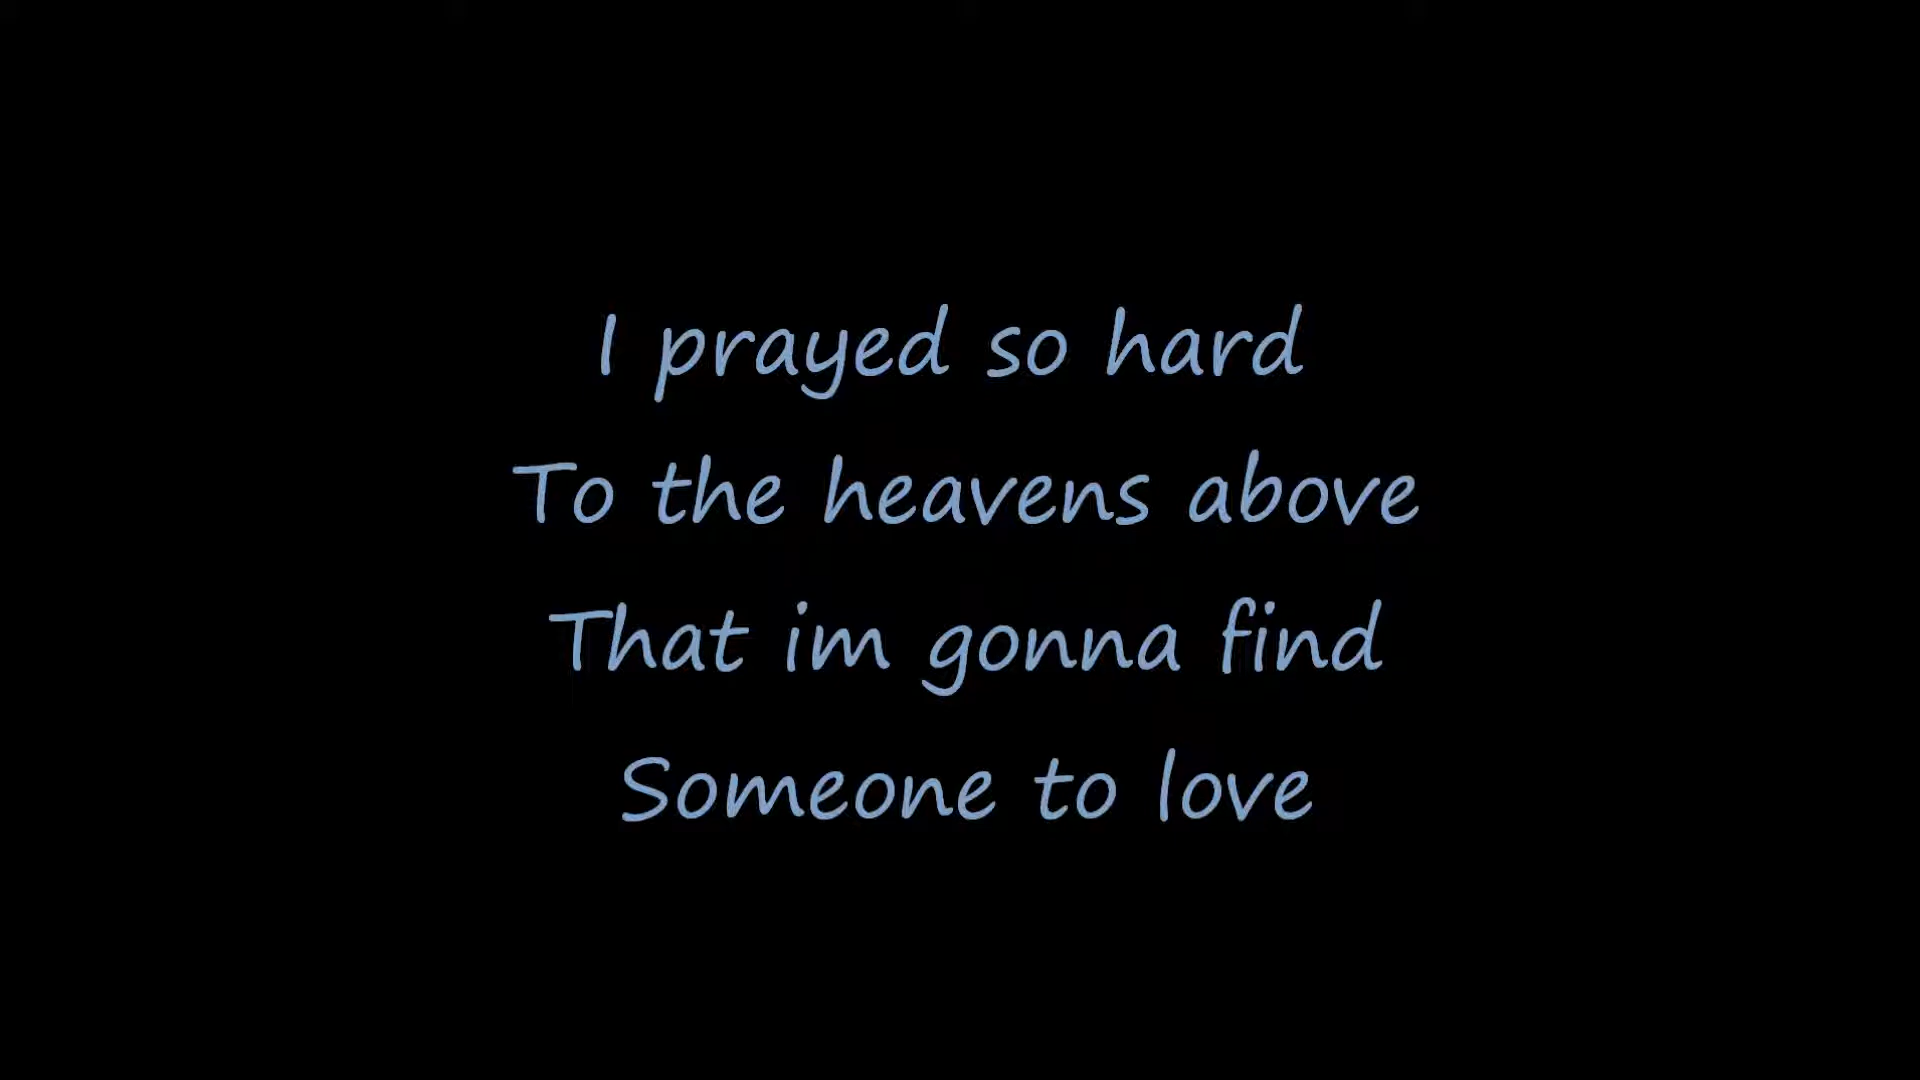 I prayed so hard
To the heavens above
That im gonna find
Someone to love